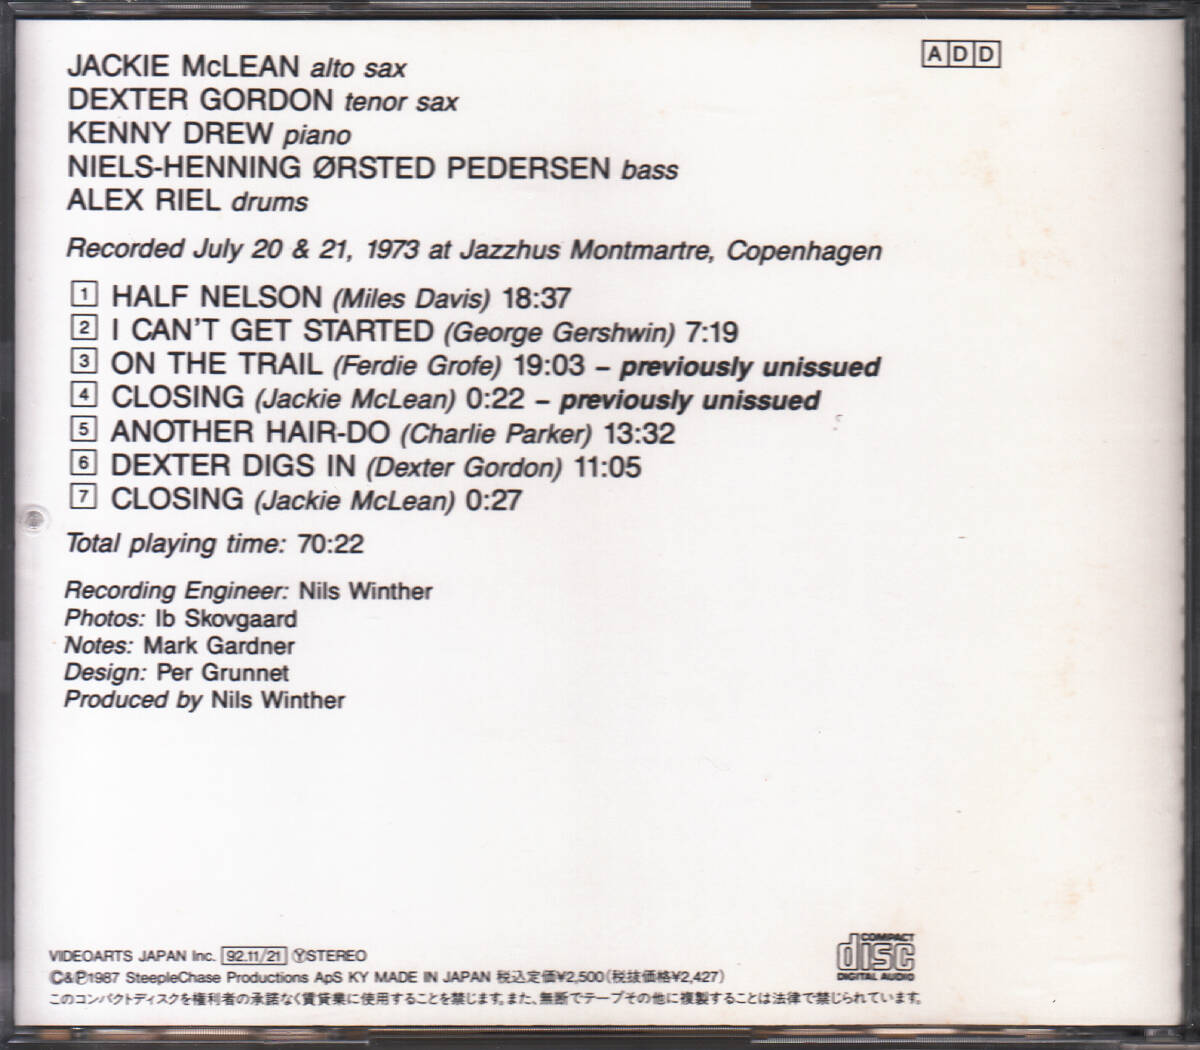 JACKIE McLEAN alto sax
ADD
DEXTER GORDON tenor sax
KENNY DREW piano
NIELS-HENNING ØRSTED PEDERSEN bass
ALEX RIEL drums
Recorded July 20 & 21, 1973 at Jazzhus Montmartre, Copenhagen
1 HALF NELSON (Miles Davis) 18:37
2 I CAN'T GET STARTED (George Gershwin) 7:19
3 ON THE TRAIL (Ferdie Grofe) 19:03 – previously unissued
4 CLOSING (Jackie McLean) 0:22 – previously unissued
5 ANOTHER HAIR-DO (Charlie Parker) 13:32
6 DEXTER DIGS IN (Dexter Gordon) 11:05
7 CLOSING (Jackie McLean) 0:27
Total playing time: 70:22
Recording Engineer: Nils Winther
Photos: Ib Skovgaard
Notes: Mark Gardner
Design: Per Grunnet
Produced by Nils Winther
VIDEOARTS JAPAN Inc. 92.11/21 ⓎSTEREO
©&℗1987 SteepleChase Productions ApS KY MADE IN JAPAN 税込定価¥2,500(税抜価格¥2,427)
このコンパクトディスクを権利者の承諾なく賃貸業に使用することを禁じます。また、無断でテープその他に複製することは法律で禁じられています。
COMPACT
disc
DIGITAL AUDIO